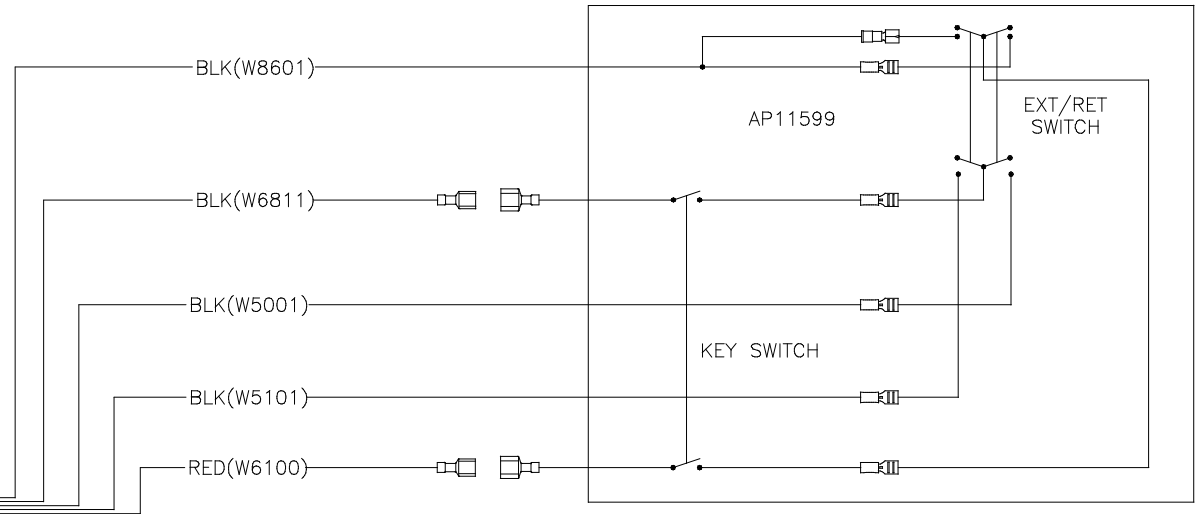 BLK(W8601)
AP11599
EXT/RET
SWITCH
BLK(W6811)
BLK(W5001)
KEY SWITCH
BLK(W5101)
RED(W6100)